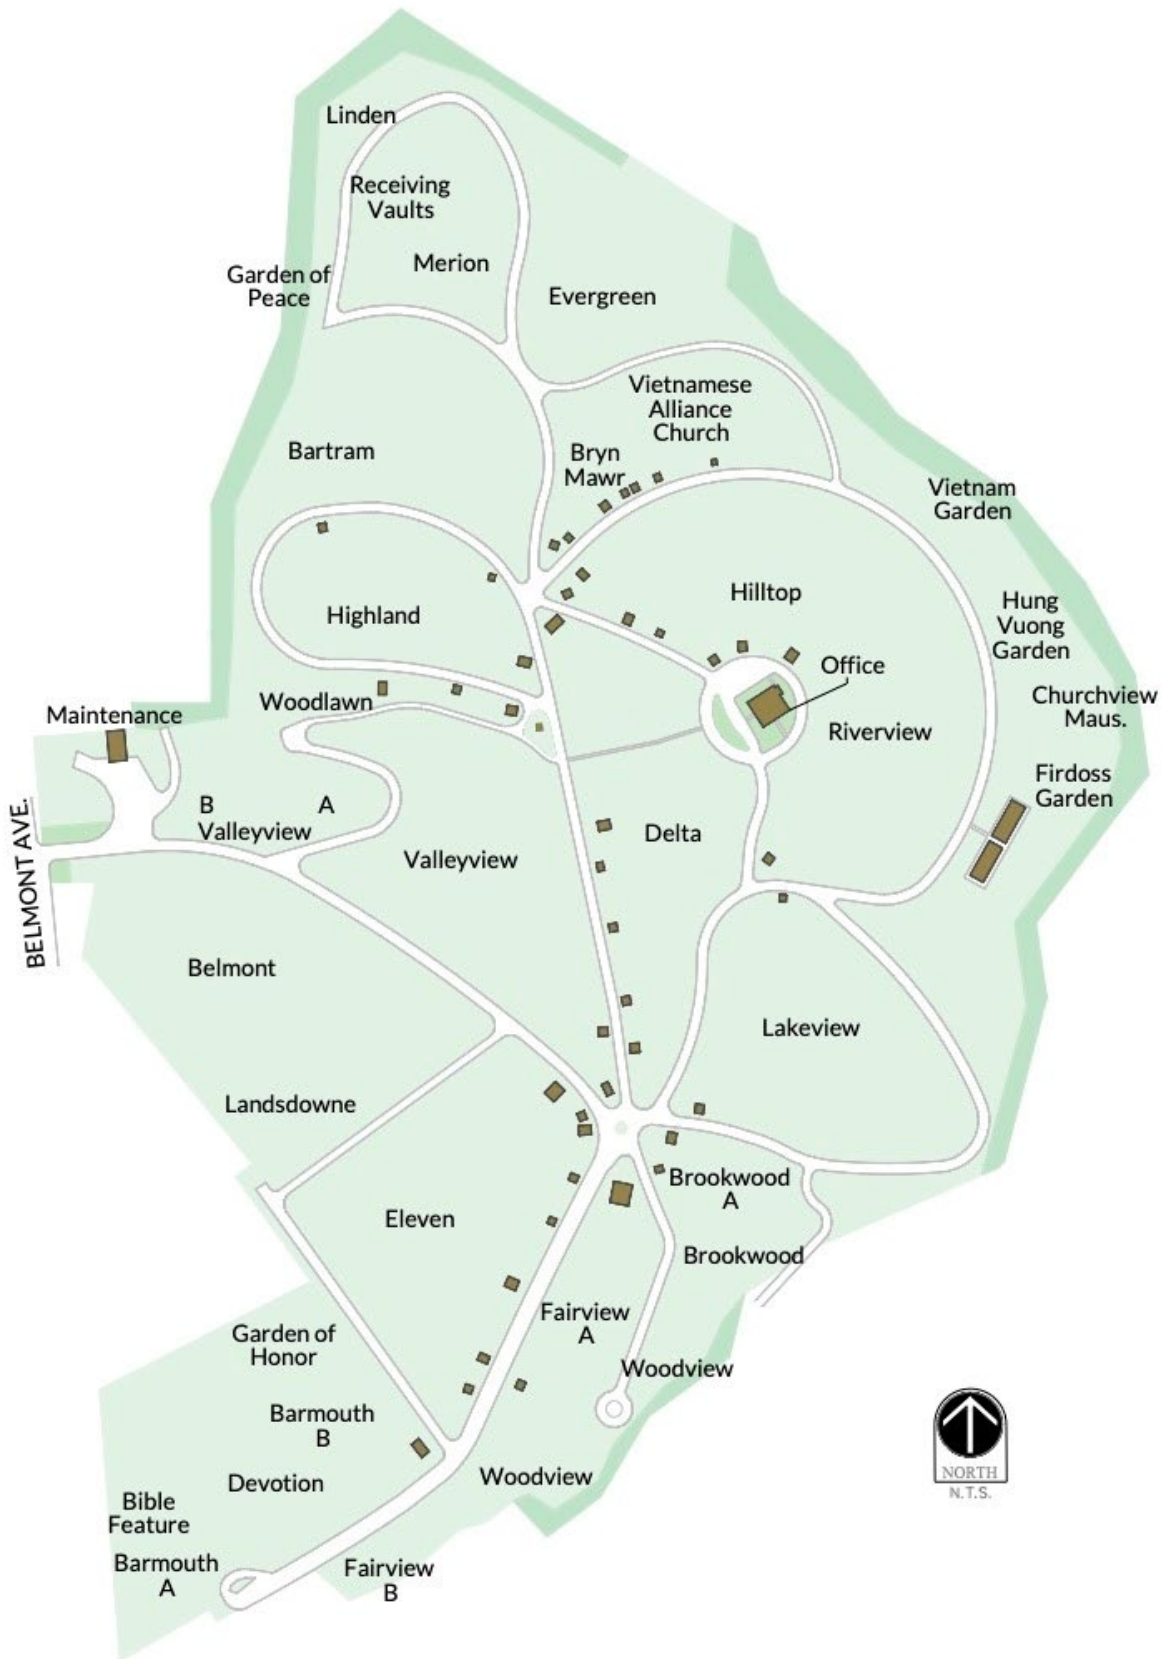 Linden
Receiving
Vaults
Merion
Garden of
Peace
Evergreen
Vietnamese
Alliance
Church
Bartram
Bryn
Mawr
Vietnam
Garden
Hilltop
Hung
Vuong
Garden
Highland
Office
Woodlawn
Churchview
Maus.
Maintenance
Riverview
Firdoss
Garden
B
A
Valleyview
Delta
Valleyview
BELMONT AVE.
Belmont
Lakeview
Landsdowne
Brookwood
A
Eleven
Brookwood
Fairview
A
Garden of
Honor
Woodview
Barmouth
B
Devotion
Woodview
NORTH
N.T.S.
Bible
Feature
Barmouth
A
Fairview
B